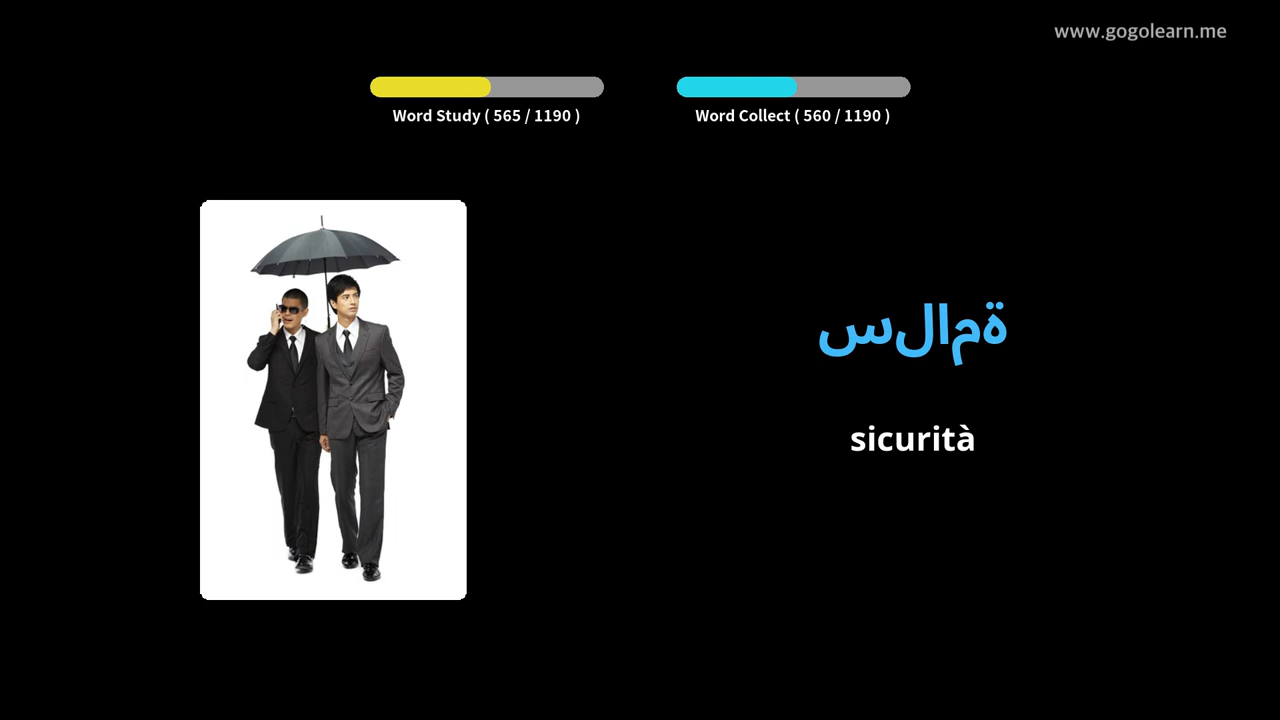 www.gogolearn.me
Word Study ( 565 / 1190 )
Word Collect ( 560 / 1190 )
سلامة
sicurità